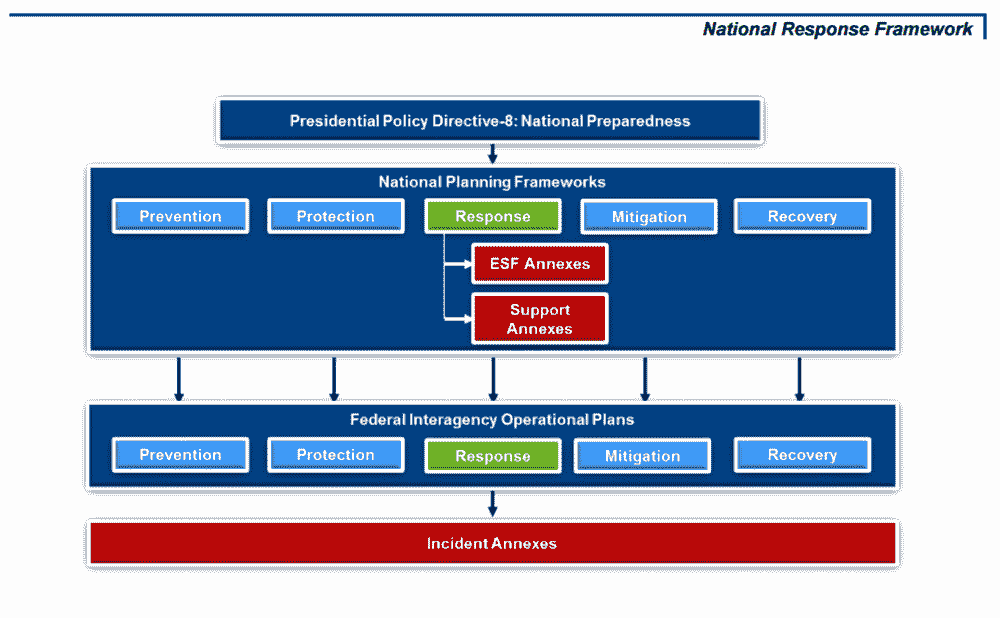 National Response Framework
Presidential Policy Directive-8: National Preparedness
National Planning Frameworks
Prevention
Protection
Response
Mitigation
Recovery
ESF Annexes
Support
Annexes
Federal Interagency Operational Plans
Prevention
Protection
Response
Mitigation
Recovery
Incident Annexes